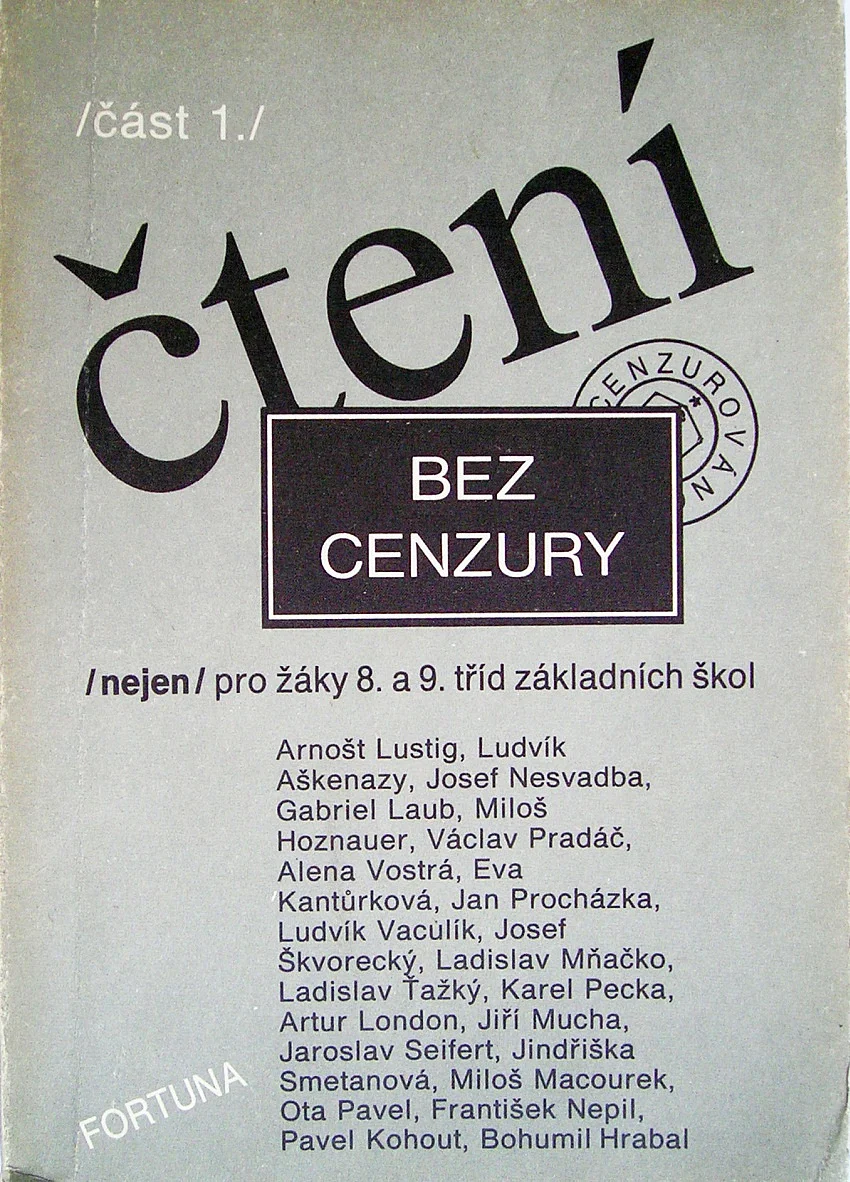 /část 1./
čtení
CENZUROVÁNO
BEZ
CENZURY
/nejen/ pro žáky 8. a 9. tříd základních škol
Arnošt Lustig, Ludvík
Aškenazy, Josef Nesvadba,
Gabriel Laub, Miloš
Hoznauer, Václav Pradáč,
Alena Vostrá, Eva
Kantůrková, Jan Procházka,
Ludvík Vaculík, Josef
Škvorecký, Ladislav Mňačko,
Ladislav Ťažký, Karel Pecka,
Artur London, Jiří Mucha,
Jaroslav Seifert, Jindřiška
Smetanová, Miloš Macourek,
Ota Pavel, František Nepil,
Pavel Kohout, Bohumil Hrabal
FORTUNA